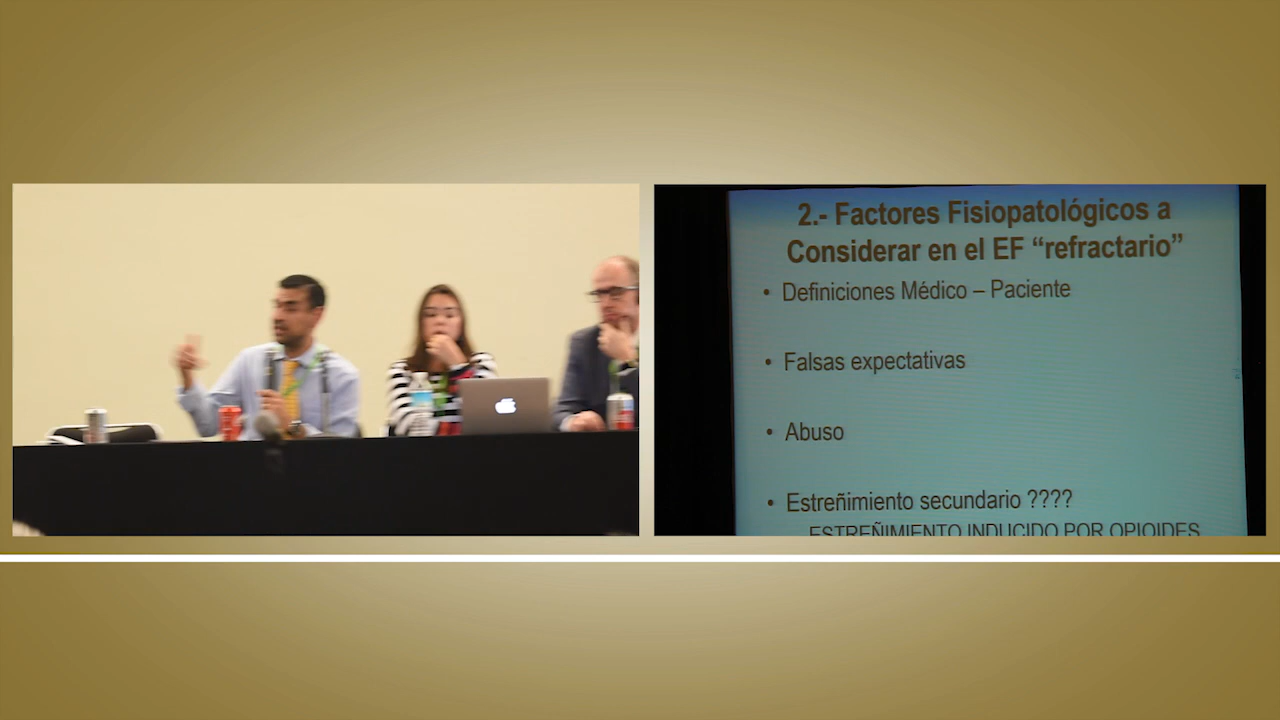 2.- Factores Fisiopatológicos a
Considerar en el EF “refractario”
• Definiciones Médico – Paciente
• Falsas expectativas
• Abuso
• Estreñimiento secundario ????
ESTREÑIMIENTO INDUCIDO POR OPIOIDES